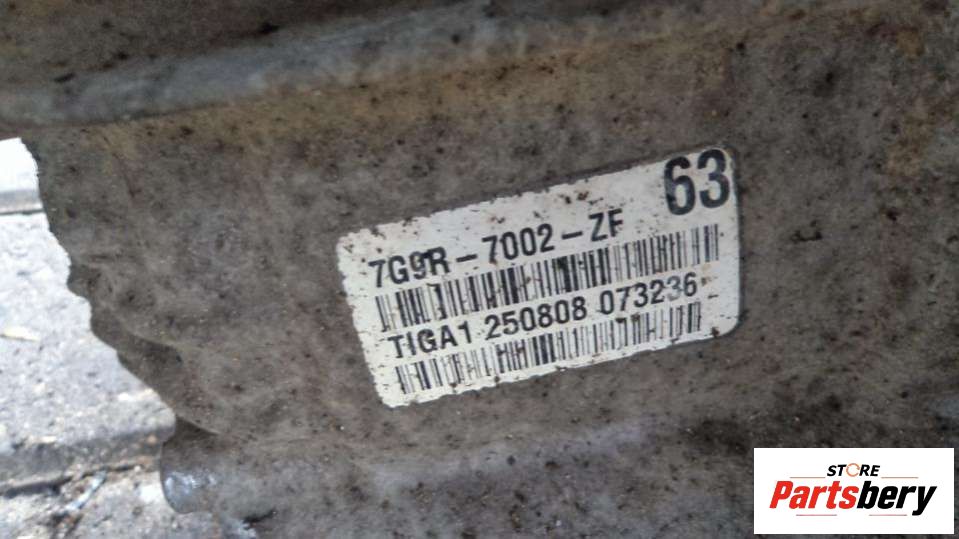 63
7G9R-7002-ZF
TIGA1 250808 073236
STORE
Partsbery